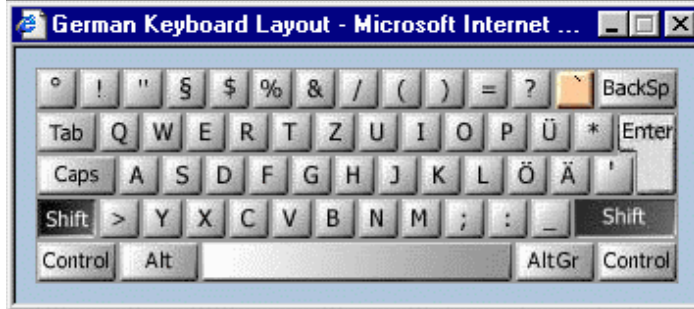 German Keyboard Layout - Microsoft Internet ...
° ! " § $ % & / ( ) = ? ` BackSp
Tab Q W E R T Z U I O P Ü * Enter
Caps A S D F G H J K L Ö Ä '
Shift > Y X C V B N M ; : _ Shift
Control Alt AltGr Control